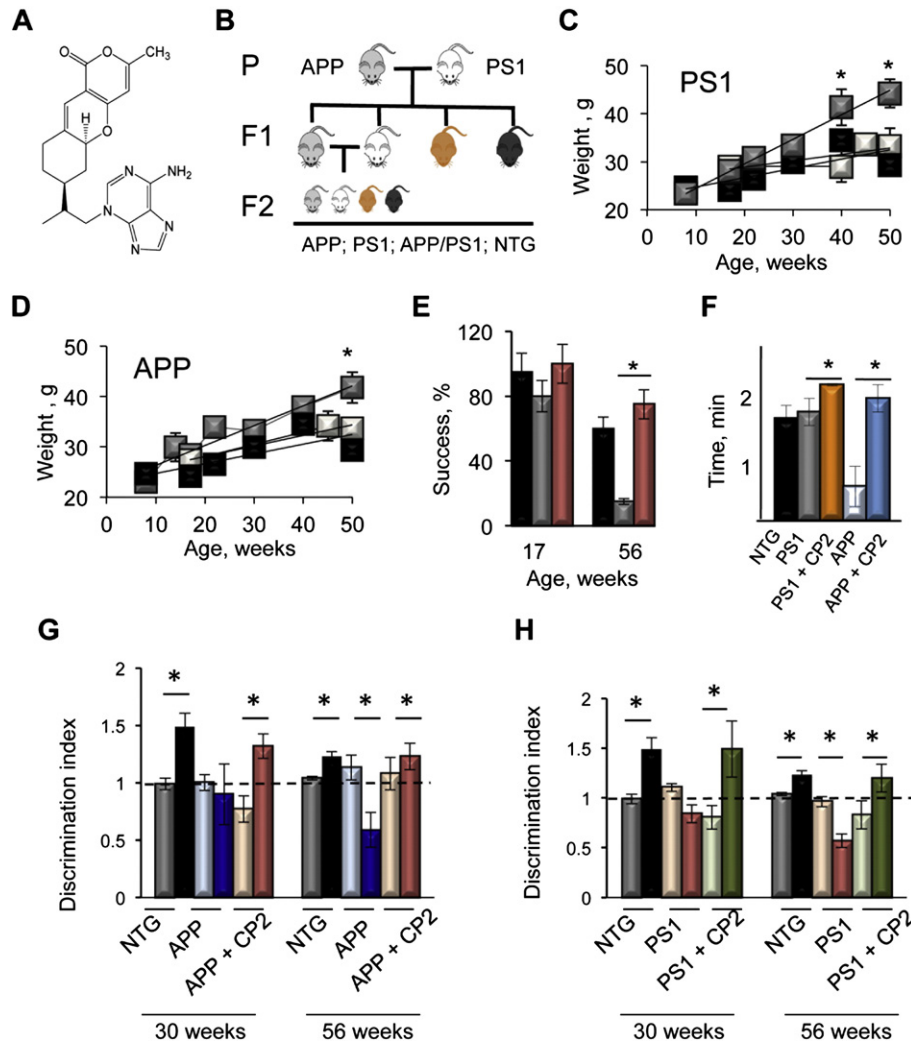 A
O
O
CH₃
H
O
N
NH₂
N
N
N
N
B
P
APP
PS1
F1
F2
APP; PS1; APP/PS1; NTG
C
PS1
*
*
50
40
30
20
Weight , g
0
10
20
30
40
50
Age, weeks
D
APP
*
50
40
30
20
Weight , g
0
10
20
30
40
50
Age, weeks
E
120
80
40
0
Success, %
*
17
56
Age, weeks
F
2
1
Time, min
*
*
NTG
PS1
PS1 + CP2
APP
APP + CP2
G
2
1.5
1
0.5
0
Discrimination index
*
*
*
*
*
NTG
APP
APP + CP2
NTG
APP
APP + CP2
30 weeks
56 weeks
H
2
1.5
1
0.5
0
Discrimination index
*
*
*
*
*
NTG
PS1
PS1 + CP2
NTG
PS1
PS1 + CP2
30 weeks
56 weeks